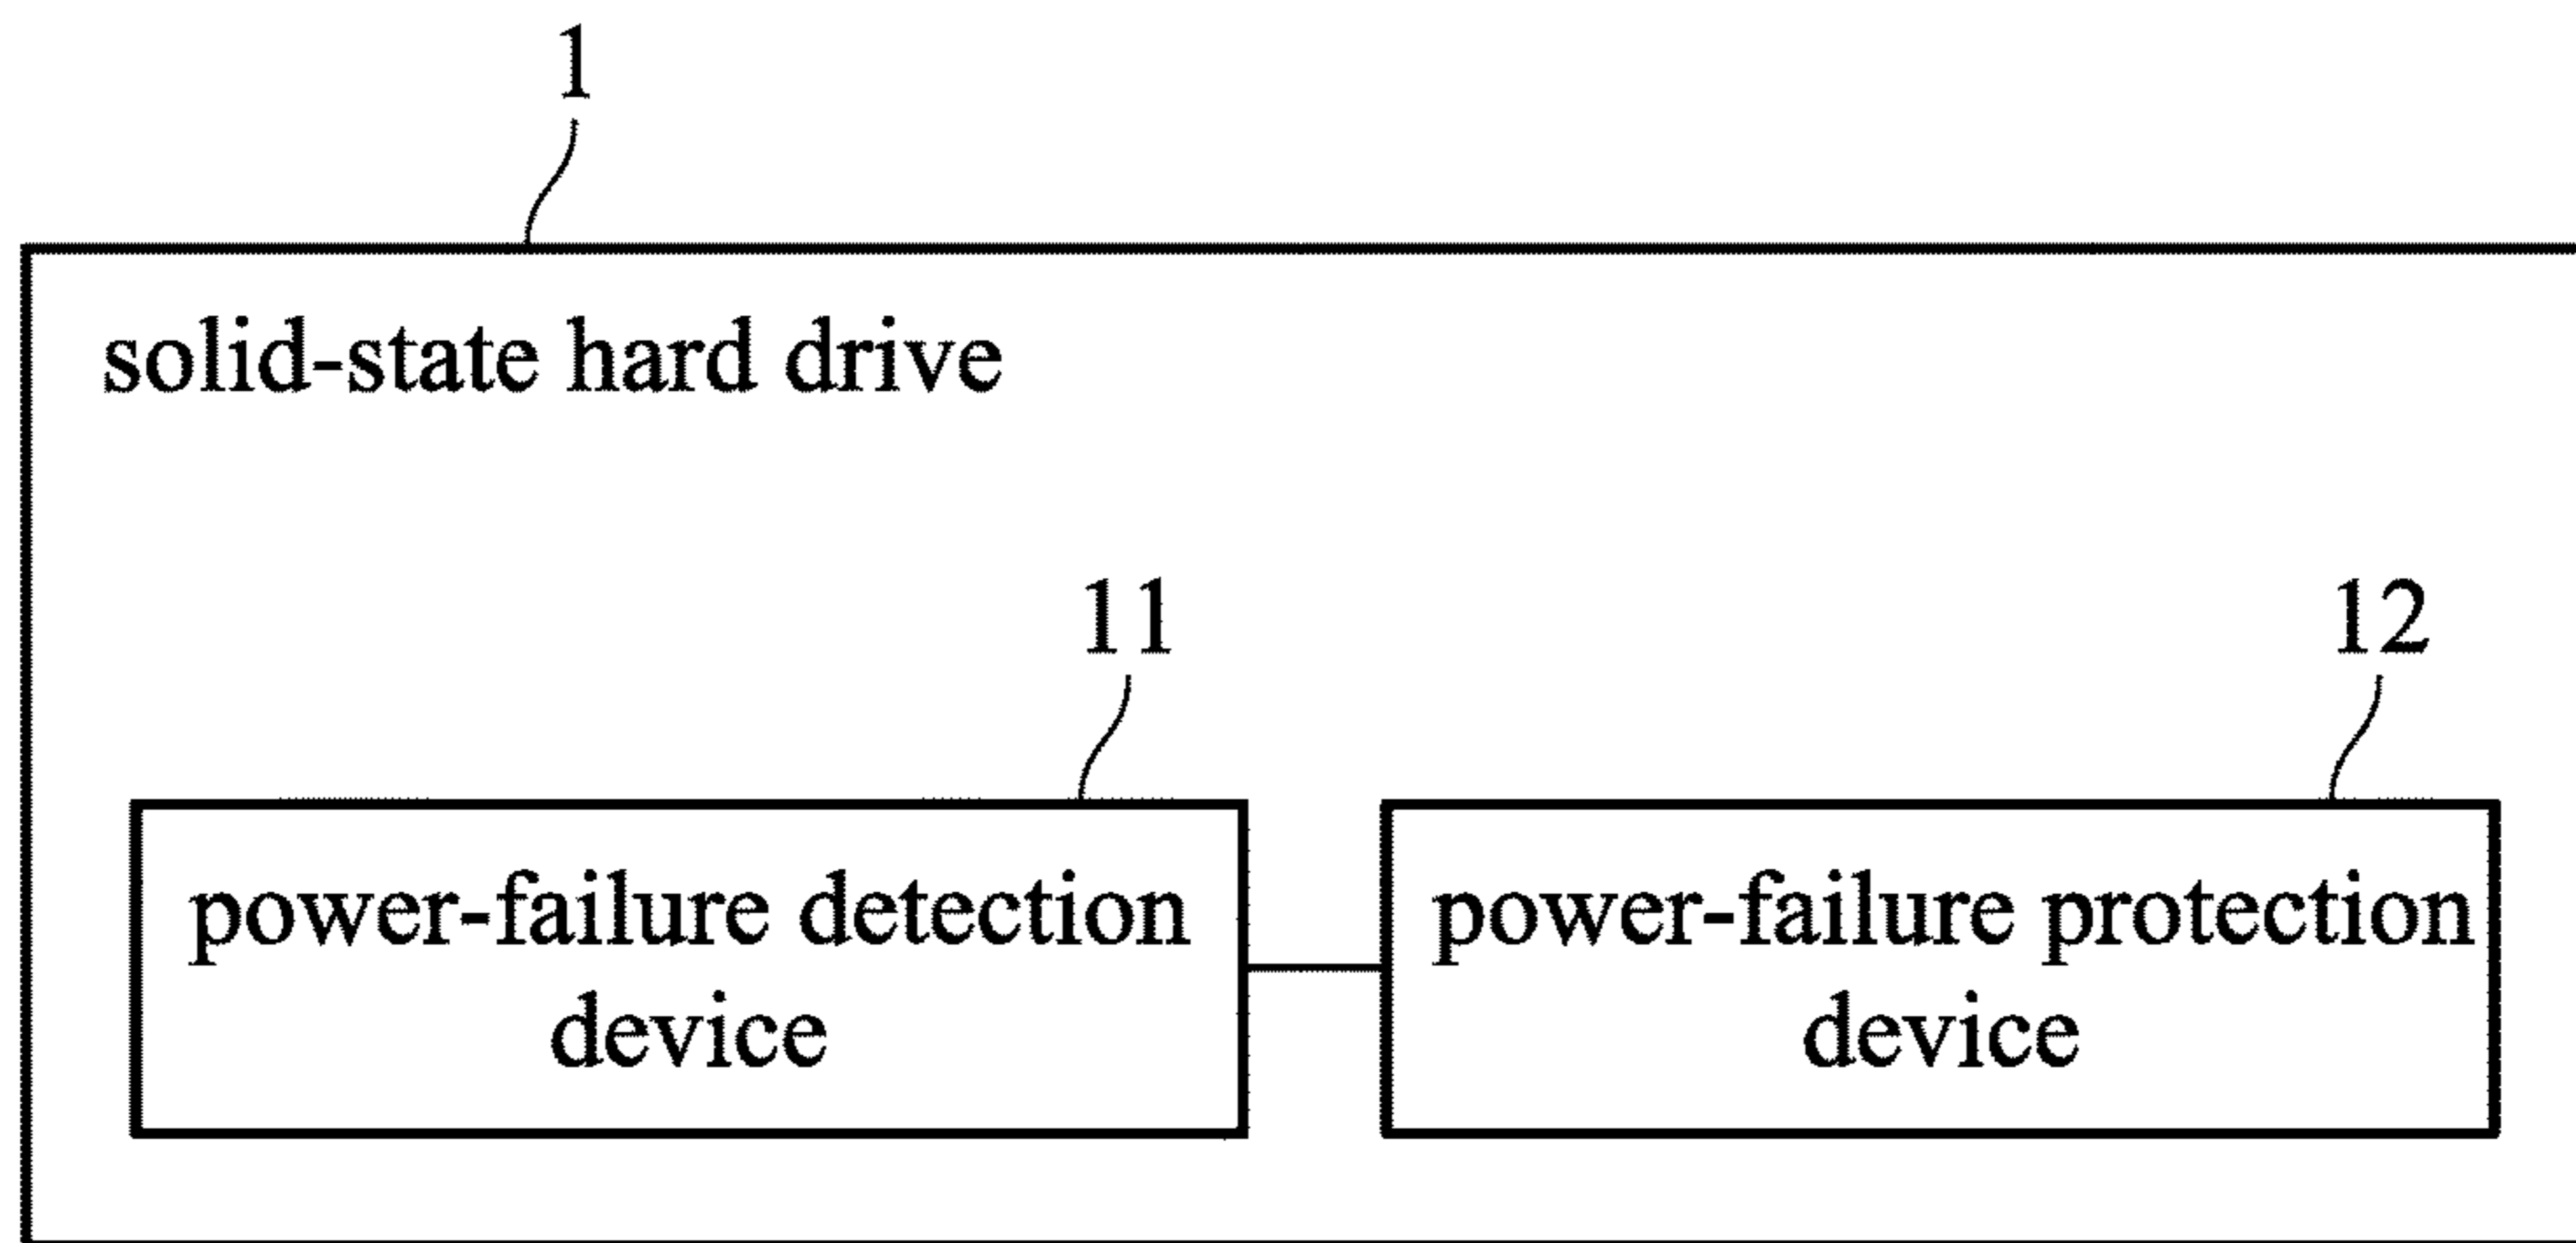 1
solid-state hard drive
11
12
power-failure detection
device
power-failure protection
device